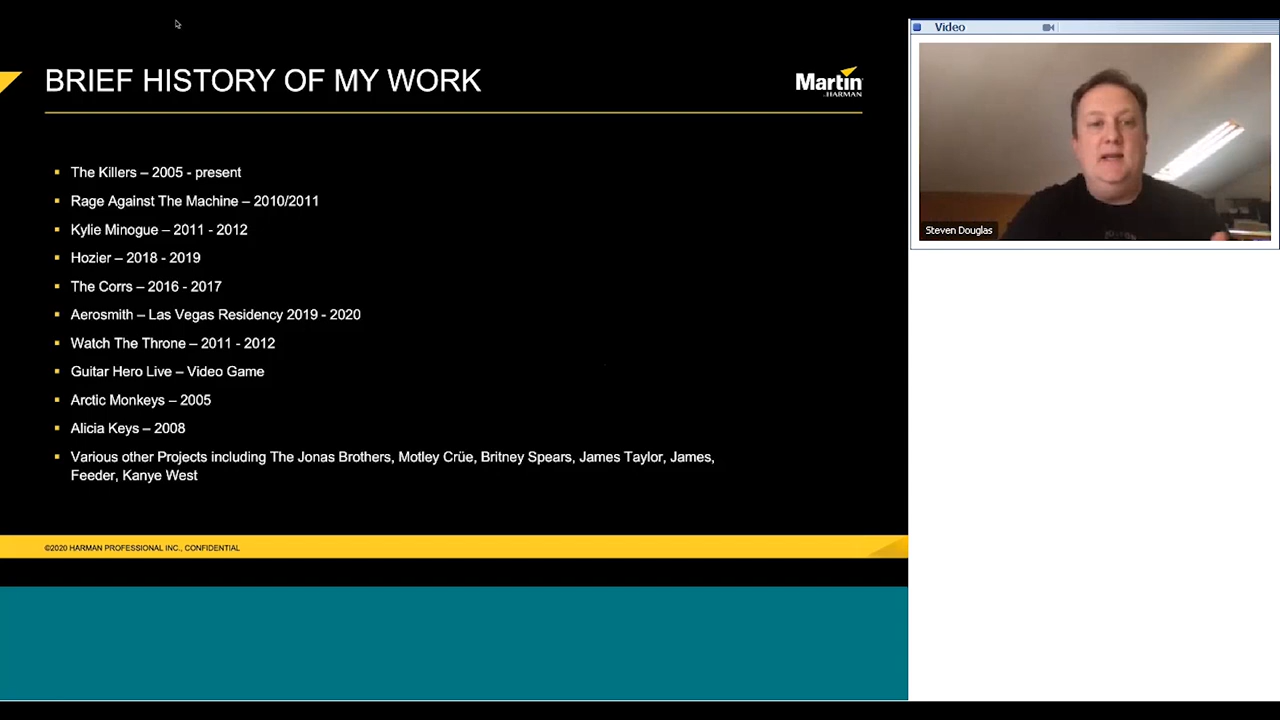 BRIEF HISTORY OF MY WORK
Martin
by HARMAN
The Killers – 2005 - present
Rage Against The Machine – 2010/2011
Kylie Minogue – 2011 - 2012
Hozier – 2018 - 2019
The Corrs – 2016 - 2017
Aerosmith – Las Vegas Residency 2019 - 2020
Watch The Throne – 2011 - 2012
Guitar Hero Live – Video Game
Arctic Monkeys – 2005
Alicia Keys – 2008
Various other Projects including The Jonas Brothers, Motley Crüe, Britney Spears, James Taylor, James,
Feeder, Kanye West
©2020 HARMAN PROFESSIONAL INC., CONFIDENTIAL
Video
Steven Douglas